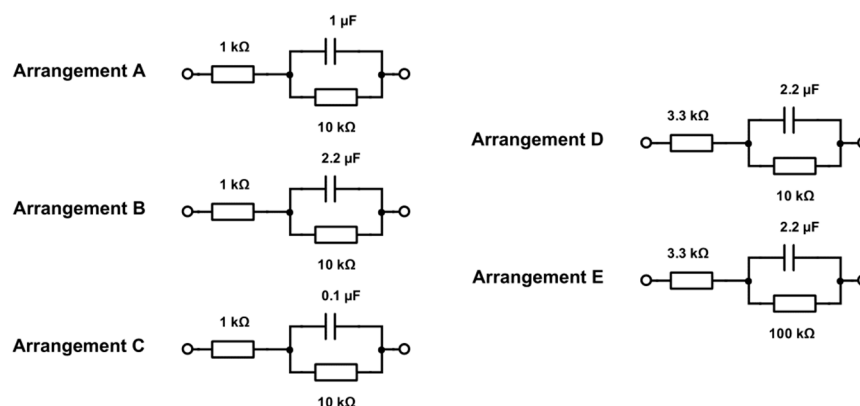 1 µF
1 kΩ
Arrangement A
10 kΩ
2.2 µF
1 kΩ
Arrangement B
10 kΩ
0.1 µF
1 kΩ
Arrangement C
10 kΩ
2.2 µF
3.3 kΩ
Arrangement D
10 kΩ
2.2 µF
3.3 kΩ
Arrangement E
100 kΩ